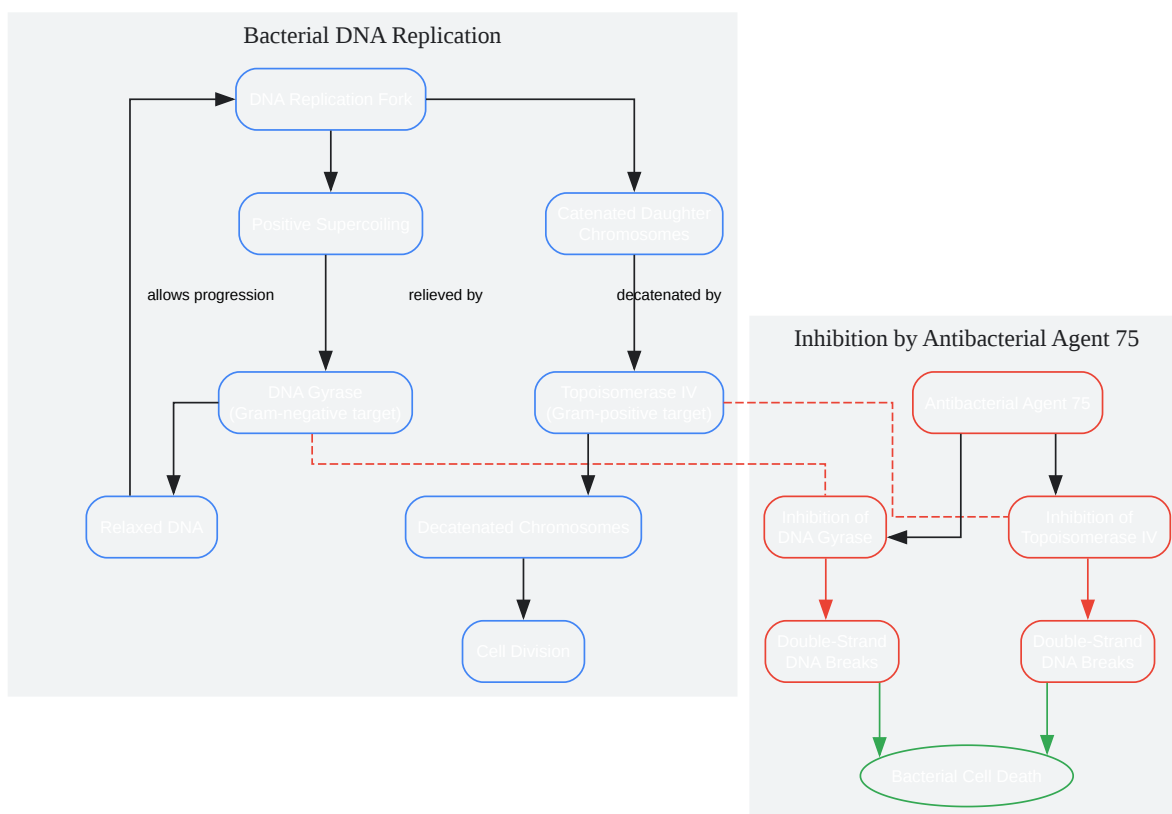 Bacterial DNA Replication
DNA Replication Fork
Positive Supercoiling
Catenated Daughter
Chromosomes
allows progression
relieved by
decatenated by
DNA Gyrase
(Gram-negative target)
Topoisomerase IV
(Gram-positive target)
Relaxed DNA
Decatenated Chromosomes
Cell Division
Inhibition by Antibacterial Agent 75
Antibacterial Agent 75
Inhibition of
DNA Gyrase
Inhibition of
Topoisomerase IV
Double-Strand
DNA Breaks
Double-Strand
DNA Breaks
Bacterial Cell Death